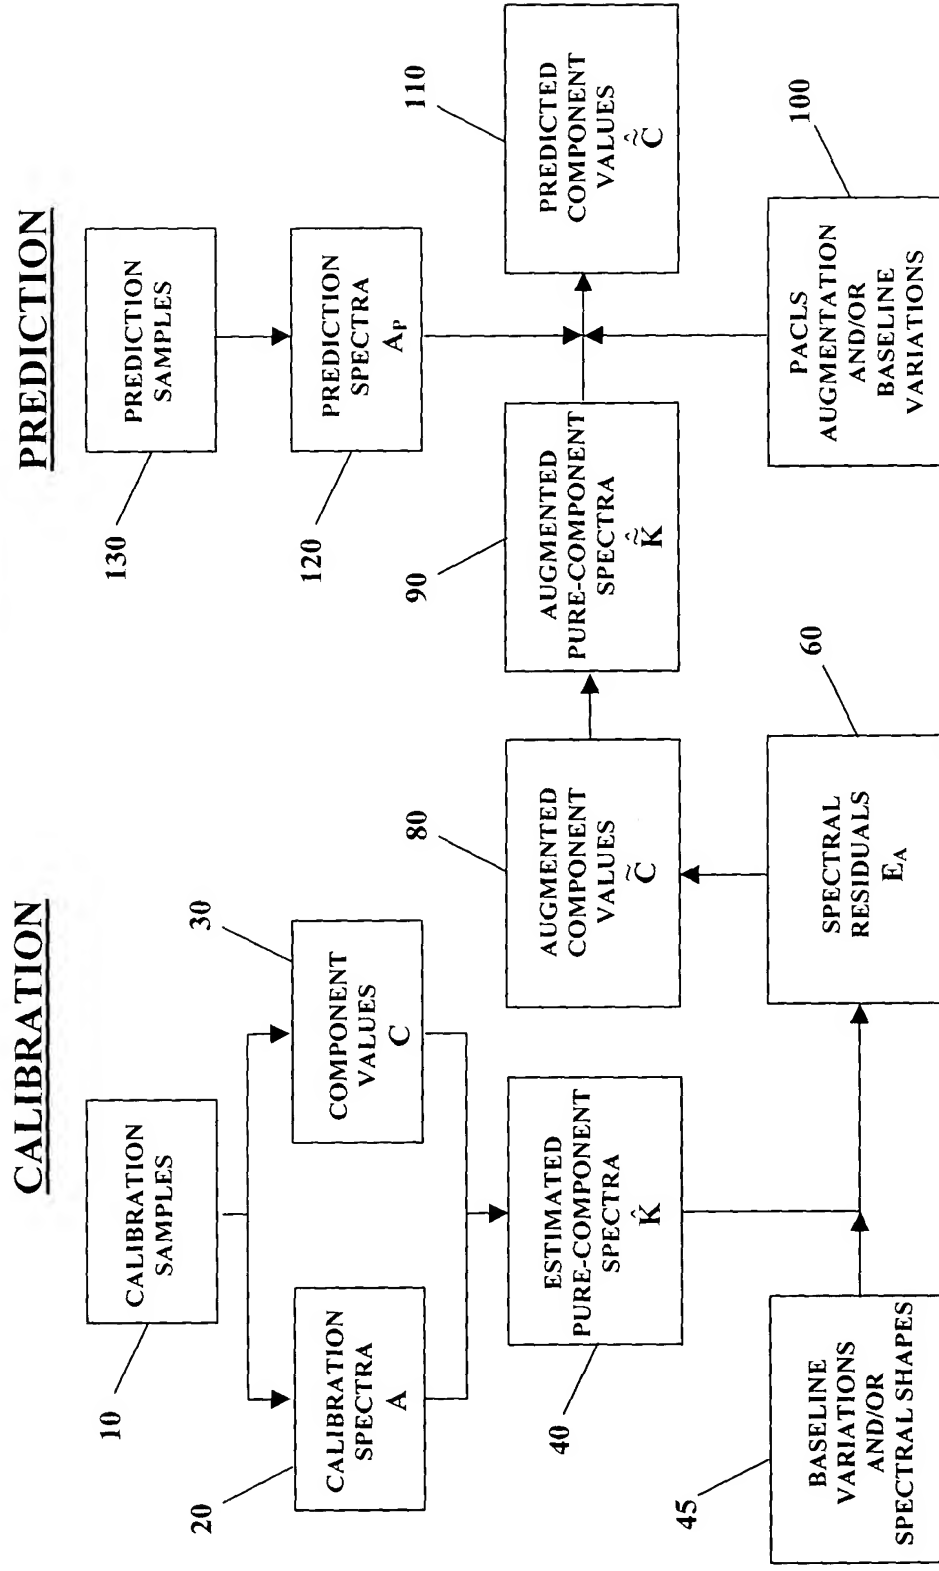 CALIBRATION
CALIBRATION
SAMPLES
10
CALIBRATION
SPECTRA
A
20
COMPONENT
VALUES
C
30
ESTIMATED
PURE-COMPONENT
SPECTRA
K̂
40
BASELINE
VARIATIONS
AND/OR
SPECTRAL SHAPES
45
SPECTRAL
RESIDUALS
E_A
60
AUGMENTED
COMPONENT
VALUES
C̃
80
PREDICTION
PREDICTION
SAMPLES
130
PREDICTION
SPECTRA
A_P
120
AUGMENTED
PURE-COMPONENT
SPECTRA
K̃̂
90
PREDICTED
COMPONENT
VALUES
C̃̂
110
PACLS
AUGMENTATION
AND/OR
BASELINE
VARIATIONS
100